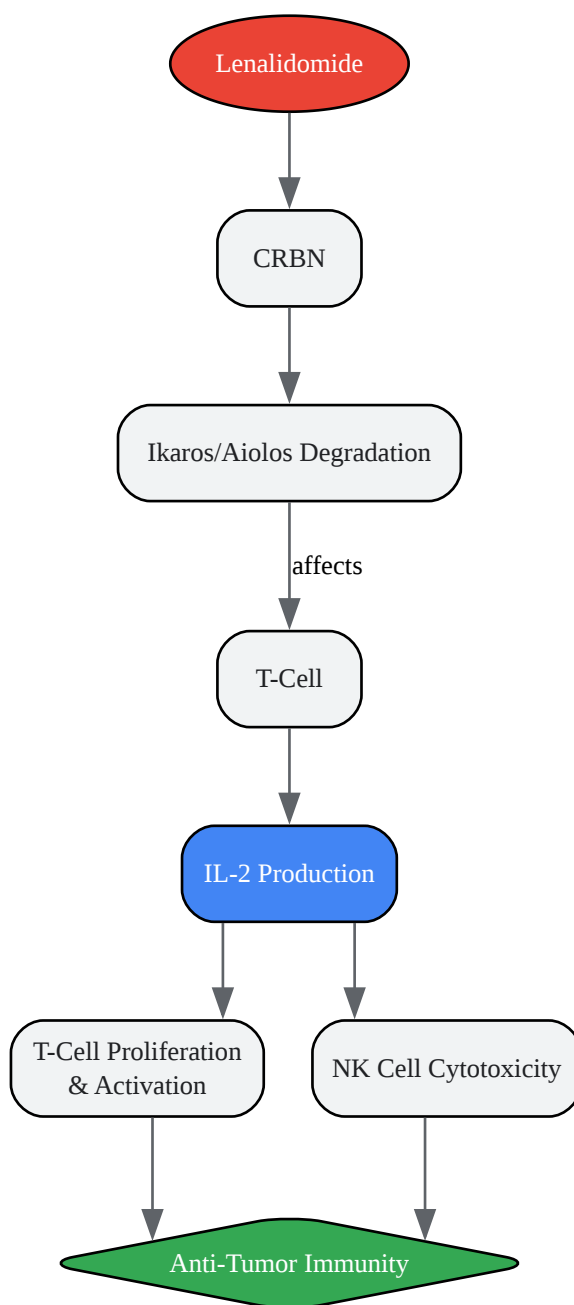 Lenalidomide
CRBN
Ikaros/Aiolos Degradation
affects
T-Cell
IL-2 Production
T-Cell Proliferation
& Activation
NK Cell Cytotoxicity
Anti-Tumor Immunity